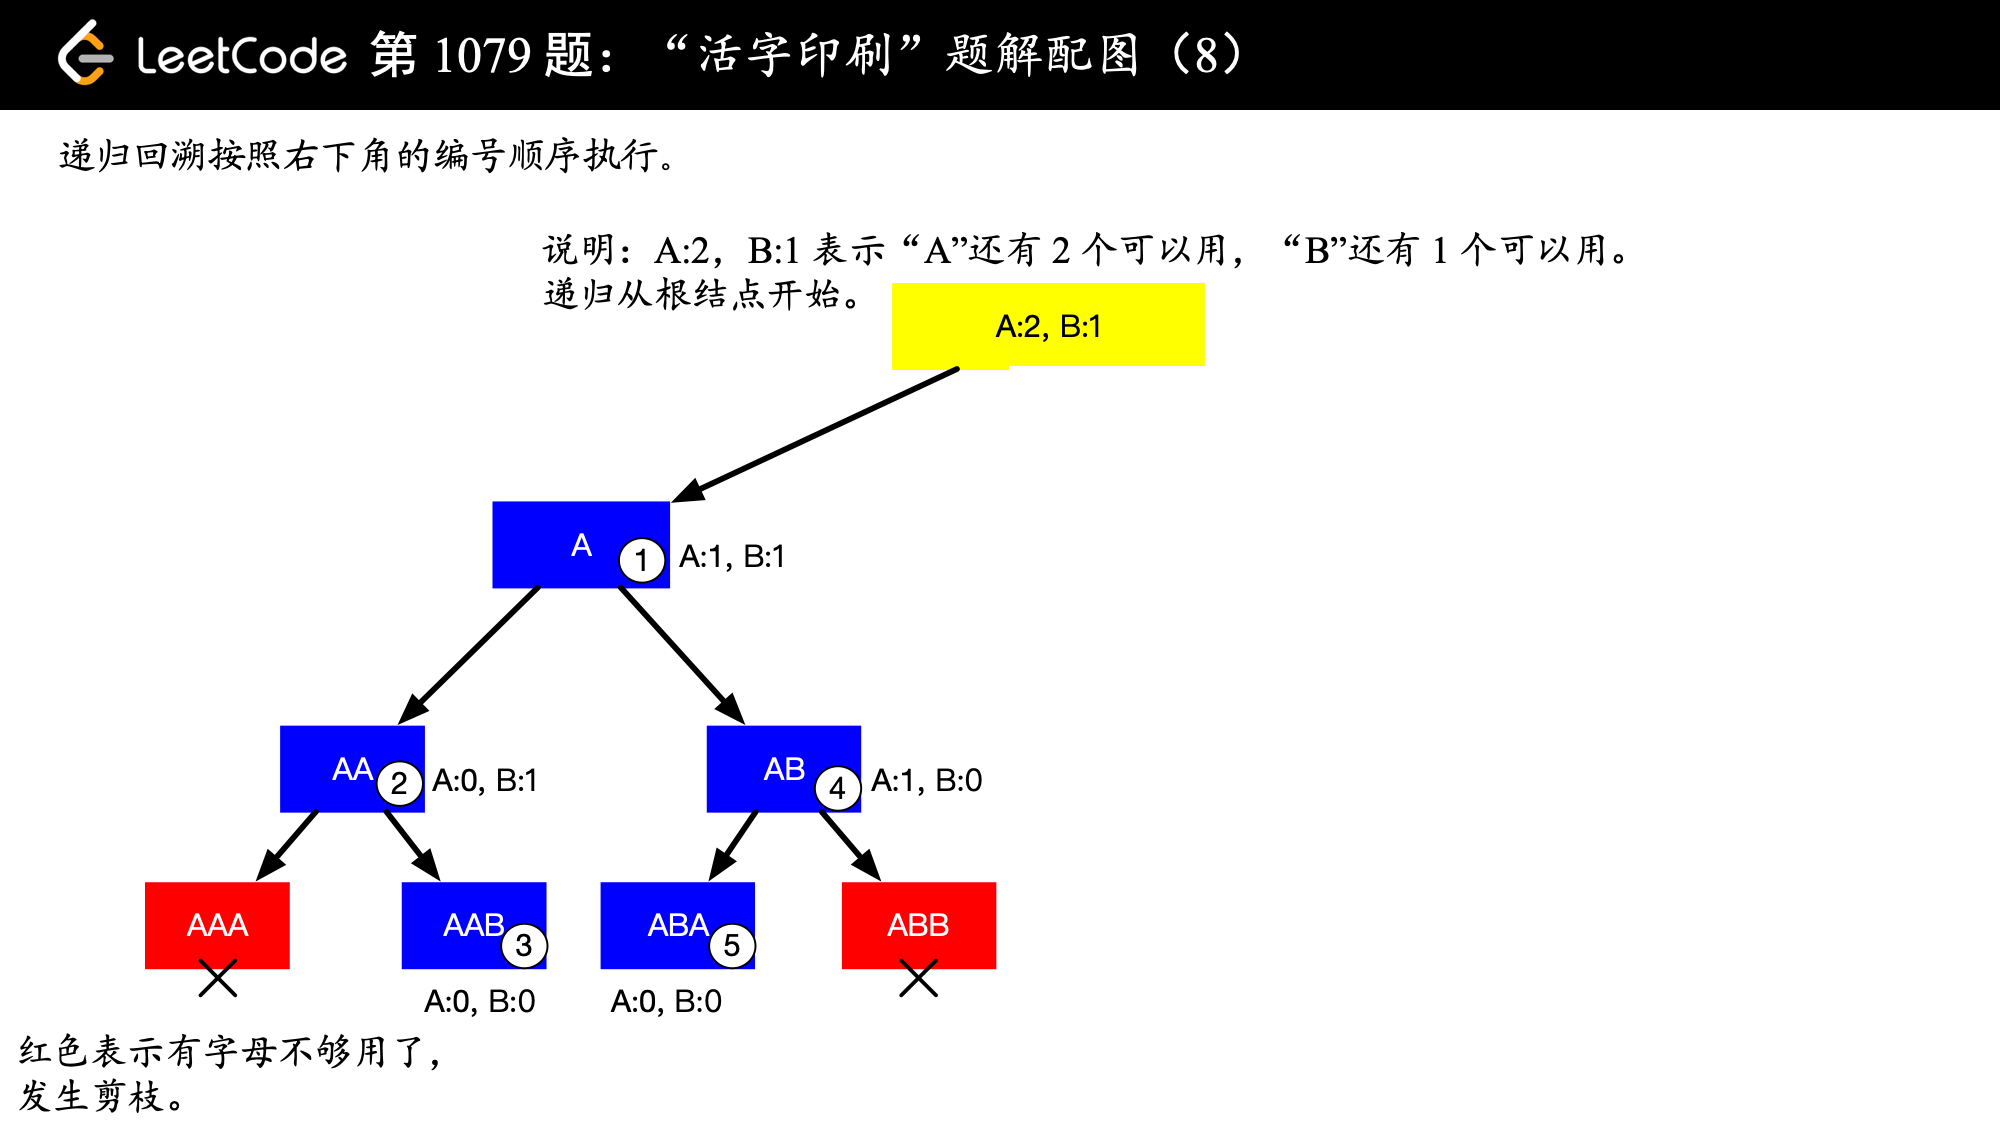 LeetCode 第 1079 题：“活字印刷”题解配图（8）
递归回溯按照右下角的编号顺序执行。
说明：A:2，B:1 表示“A”还有 2 个可以用，“B”还有 1 个可以用。
递归从根结点开始。
A:2, B:1
A
1
A:1, B:1
AA
2
A:0, B:1
AB
4
A:1, B:0
AAA
AAB
3
ABA
5
ABB
A:0, B:0
A:0, B:0
红色表示有字母不够用了，
发生剪枝。